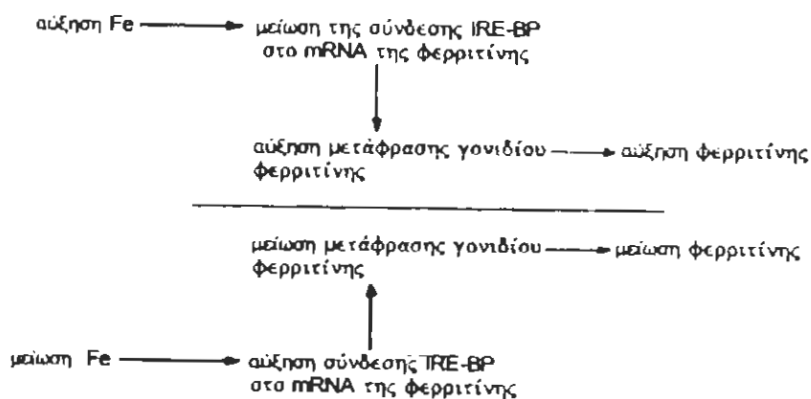 αύξηση Fe μείωση της σύνδεσης IRE-BP
στο mRNA της φερριτίνης
αύξηση μετάφρασης γονιδίου αύξηση φερριτίνης
φερριτίνης
μείωση μετάφρασης γονιδίου μείωση φερριτίνης
φερριτίνης
μείωση Fe αύξηση σύνδεσης IRE-BP
στο mRNA της φερριτίνης